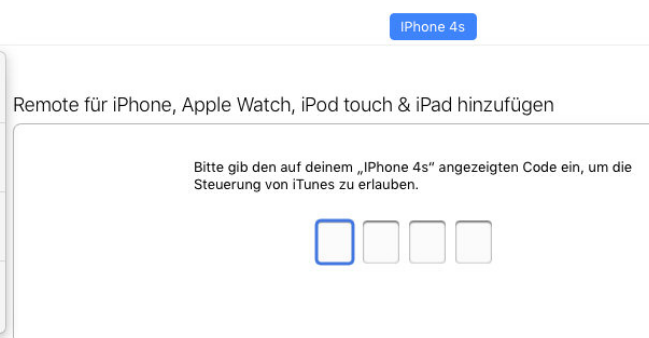 IPhone 4s
Remote für iPhone, Apple Watch, iPod touch & iPad hinzufügen
Bitte gib den auf deinem „IPhone 4s“ angezeigten Code ein, um die
Steuerung von iTunes zu erlauben.